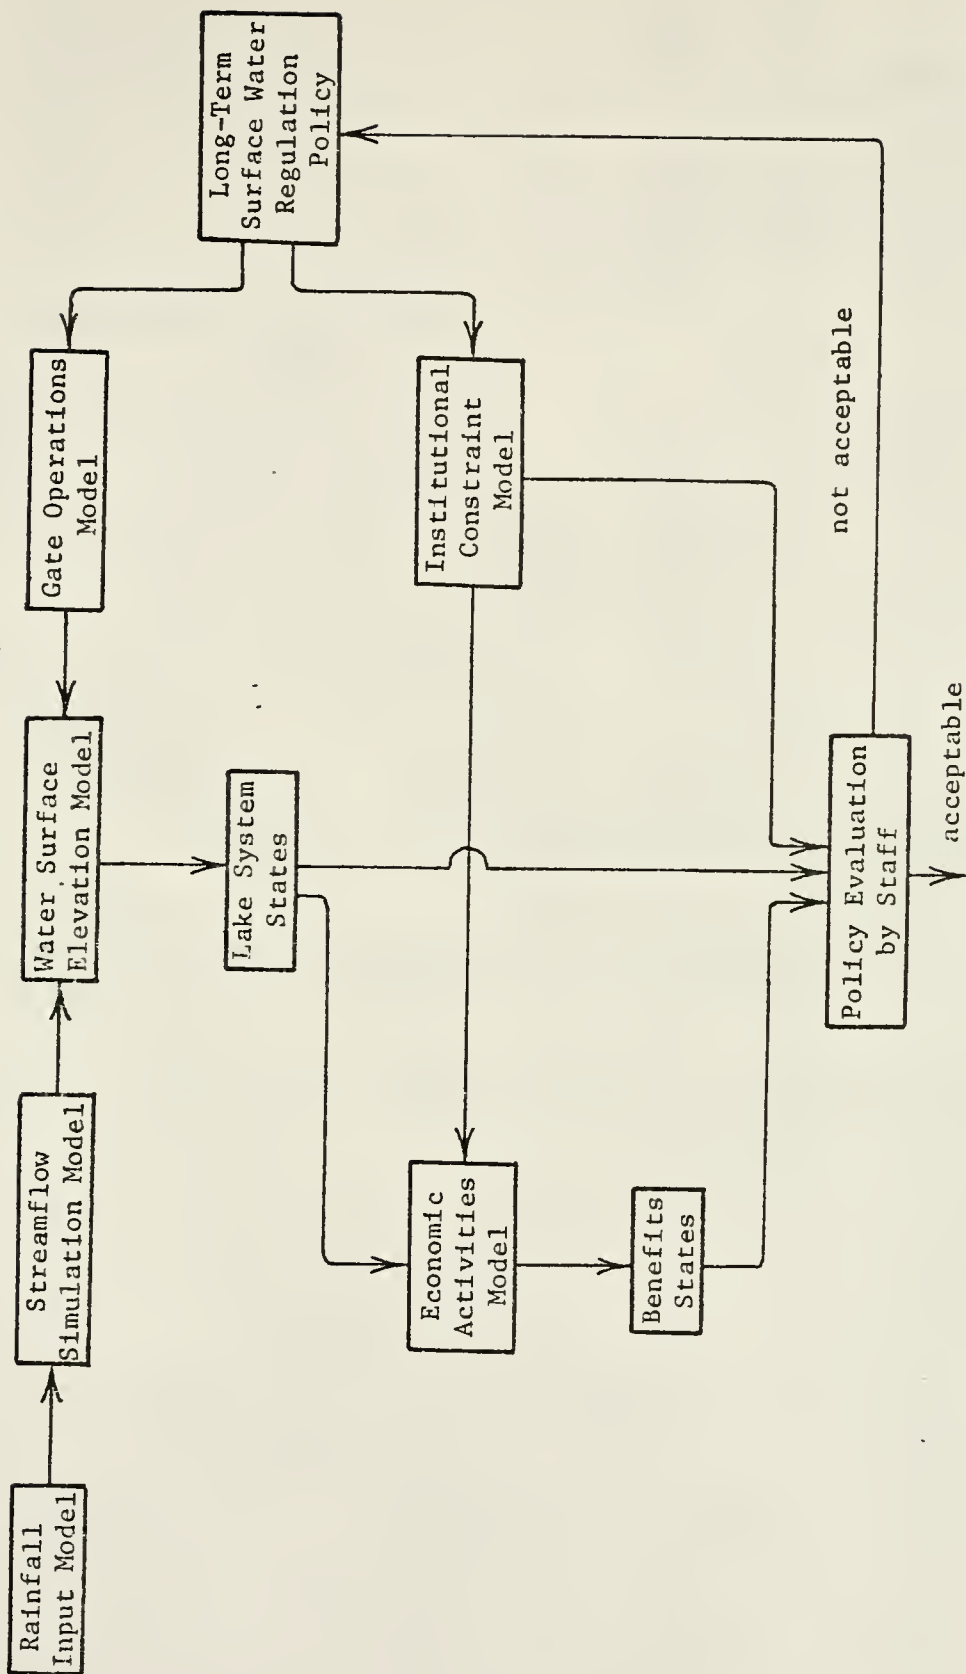 Rainfall
Input Model
Streamflow
Simulation Model
Water Surface
Elevation Model
Gate Operations
Model
Long-Term
Surface Water
Regulation
Policy
Lake System
States
Economic
Activities
Model
Institutional
Constraint
Model
Benefits
States
Policy Evaluation
by Staff
not acceptable
acceptable